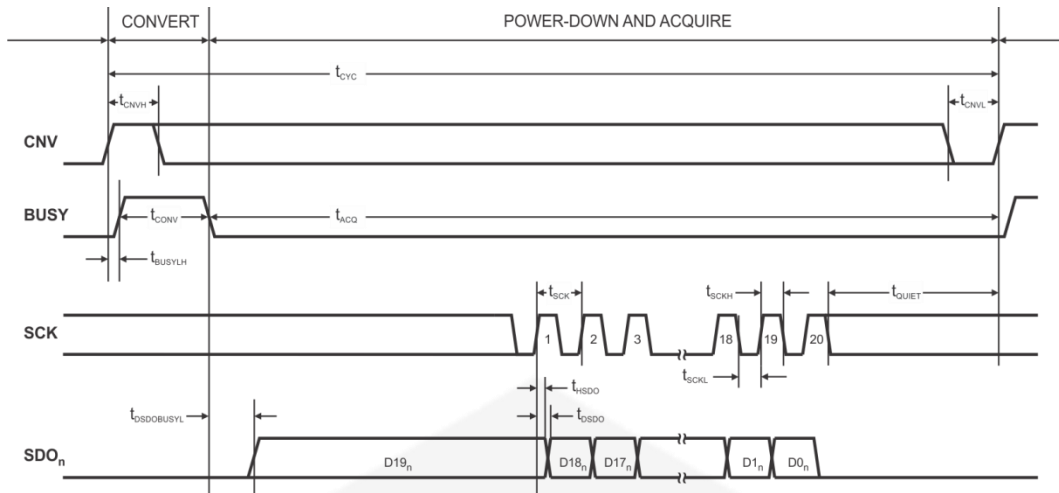 CONVERT POWER-DOWN AND ACQUIRE
tCYC
tCNVH tCNVL
CNV
BUSY tCONV tACQ
tBUSYLH
tSCK tSCKH tQUIET
SCK 1 2 3 18 19 20
tSCKL
tHSDO
tDSDOBUSYL tDSDO
SDOn D19n D18n D17n D1n D0n